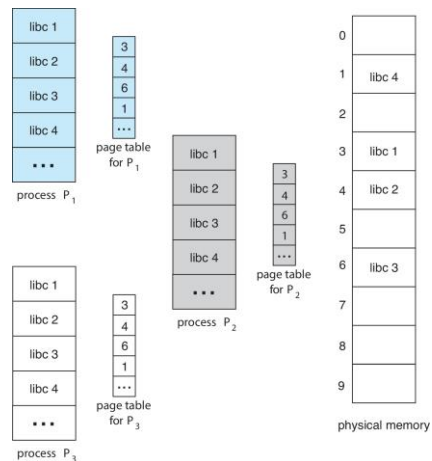 libc 1
libc 2
libc 3
libc 4
...
process P1
3
4
6
1
...
page table
for P1
libc 1
libc 2
libc 3
libc 4
...
process P2
3
4
6
1
...
page table
for P2
libc 1
libc 2
libc 3
libc 4
...
process P3
3
4
6
1
...
page table
for P3
0
1 libc 4
2
3 libc 1
4 libc 2
5
6 libc 3
7
8
9
physical memory